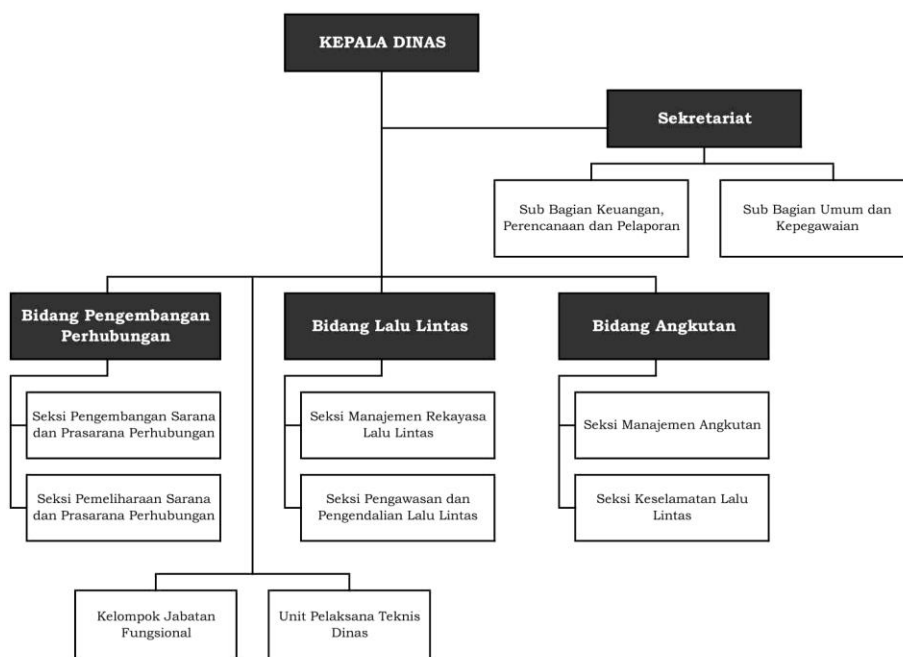 KEPALA DINAS
Sekretariat
Sub Bagian Keuangan,
Perencanaan dan Pelaporan
Sub Bagian Umum dan
Kepegawaian
Bidang Pengembangan
Perhubungan
Bidang Lalu Lintas
Bidang Angkutan
Seksi Pengembangan Sarana
dan Prasarana Perhubungan
Seksi Manajemen Rekayasa
Lalu Lintas
Seksi Manajemen Angkutan
Seksi Pemeliharaan Sarana
dan Prasarana Perhubungan
Seksi Pengawasan dan
Pengendalian Lalu Lintas
Seksi Keselamatan Lalu
Lintas
Kelompok Jabatan
Fungsional
Unit Pelaksana Teknis
Dinas